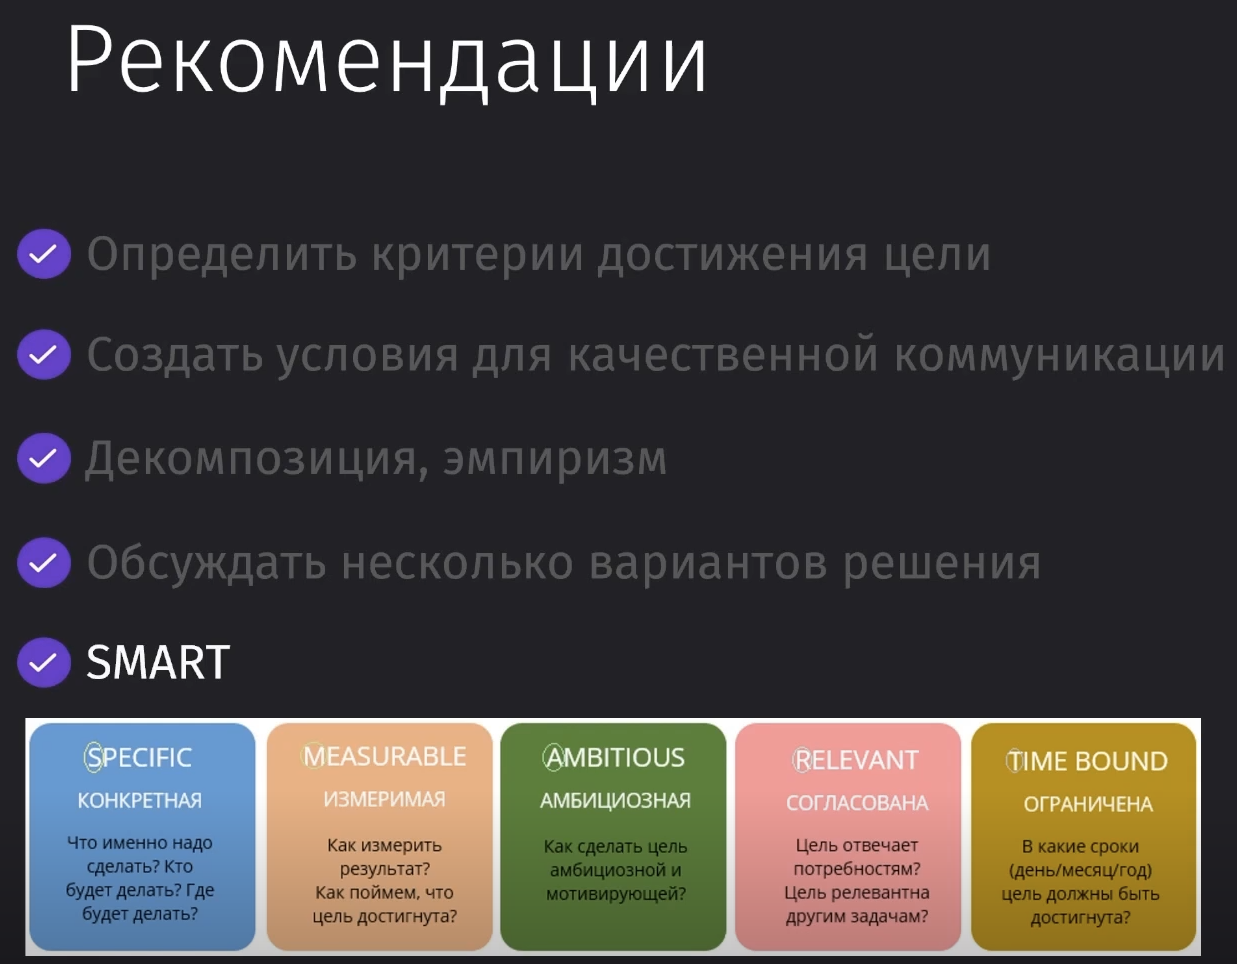 Рекомендации
Определить критерии достижения цели
Создать условия для качественной коммуникации
Декомпозиция, эмпиризм
Обсуждать несколько вариантов решения
SMART
SPECIFIC
КОНКРЕТНАЯ
Что именно надо
сделать? Кто
будет делать? Где
будет делать?
MEASURABLE
ИЗМЕРИМАЯ
Как измерить
результат?
Как поймем, что
цель достигнута?
AMBITIOUS
АМБИЦИОЗНАЯ
Как сделать цель
амбициозной и
мотивирующей?
RELEVANT
СОГЛАСОВАНА
Цель отвечает
потребностям?
Цель релевантна
другим задачам?
TIME BOUND
ОГРАНИЧЕНА
В какие сроки
(день/месяц/год)
цель должны быть
достигнута?